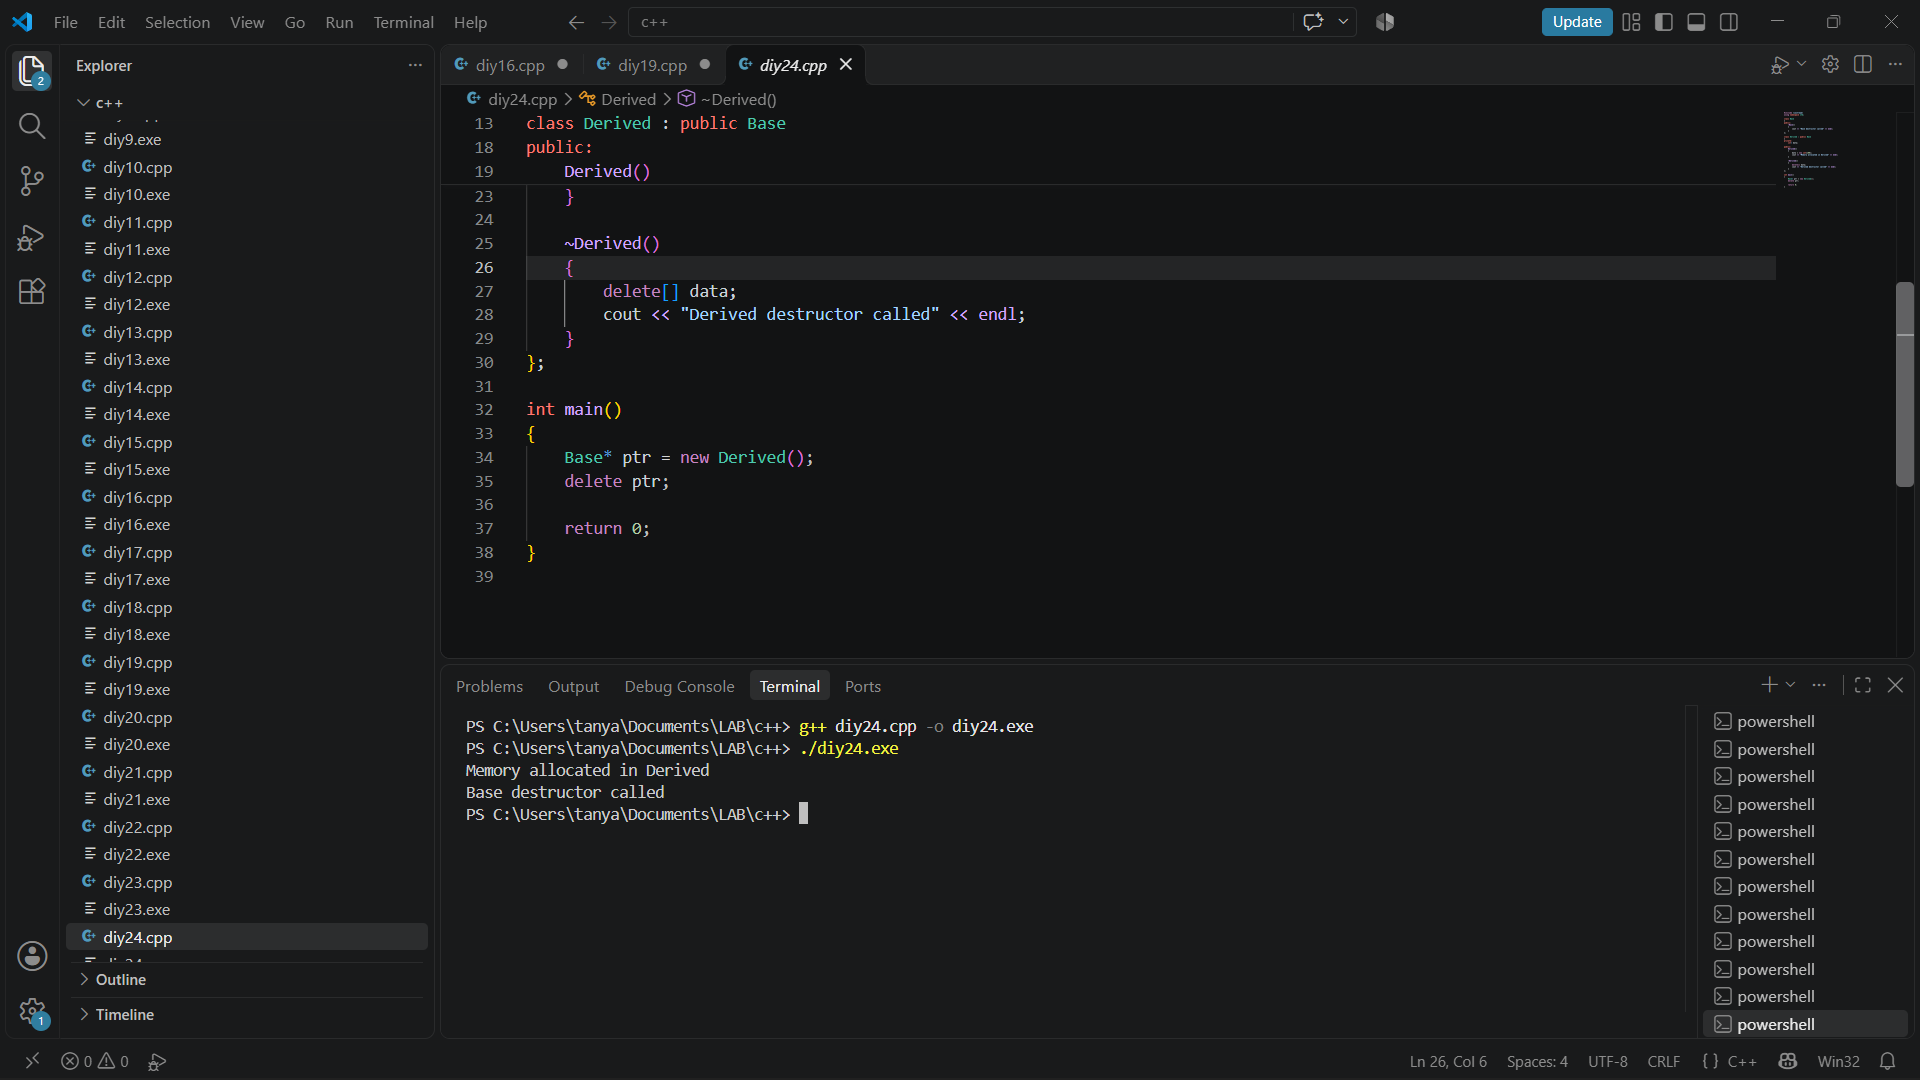 File Edit Selection View Go Run Terminal Help
c++
Update
2
Explorer
c++
diy9.exe
diy10.cpp
diy10.exe
diy11.cpp
diy11.exe
diy12.cpp
diy12.exe
diy13.cpp
diy13.exe
diy14.cpp
diy14.exe
diy15.cpp
diy15.exe
diy16.cpp
diy16.exe
diy17.cpp
diy17.exe
diy18.cpp
diy18.exe
diy19.cpp
diy19.exe
diy20.cpp
diy20.exe
diy21.cpp
diy21.exe
diy22.cpp
diy22.exe
diy23.cpp
diy23.exe
diy24.cpp
Outline
Timeline
1
diy16.cpp diy19.cpp diy24.cpp
diy24.cpp > Derived > ~Derived()
13 class Derived : public Base
18 public:
19 Derived()
23 }
24
25 ~Derived()
26 {
27 delete[] data;
28 cout << "Derived destructor called" << endl;
29 }
30 };
31
32 int main()
33 {
34 Base* ptr = new Derived();
35 delete ptr;
36
37 return 0;
38 }
39
Problems Output Debug Console Terminal Ports
PS C:\Users\tanya\Documents\LAB\c++> g++ diy24.cpp -o diy24.exe
PS C:\Users\tanya\Documents\LAB\c++> ./diy24.exe
Memory allocated in Derived
Base destructor called
PS C:\Users\tanya\Documents\LAB\c++>
powershell
powershell
powershell
powershell
powershell
powershell
powershell
powershell
powershell
powershell
powershell
powershell
0 0
Ln 26, Col 6 Spaces: 4 UTF-8 CRLF {} C++ Win32